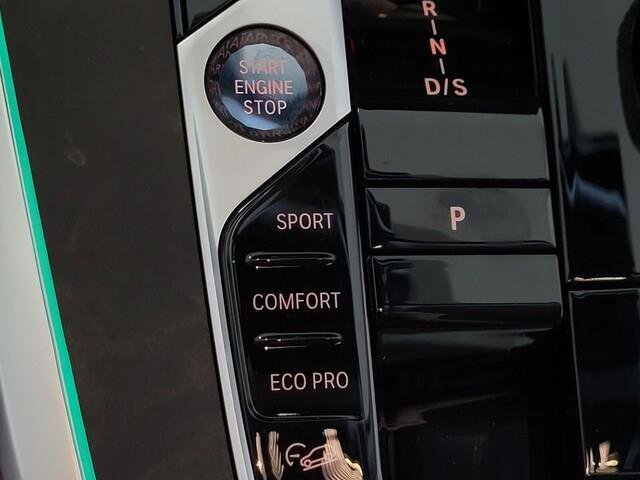 R
N
D/S
START
ENGINE
STOP
P
SPORT
COMFORT
ECO PRO